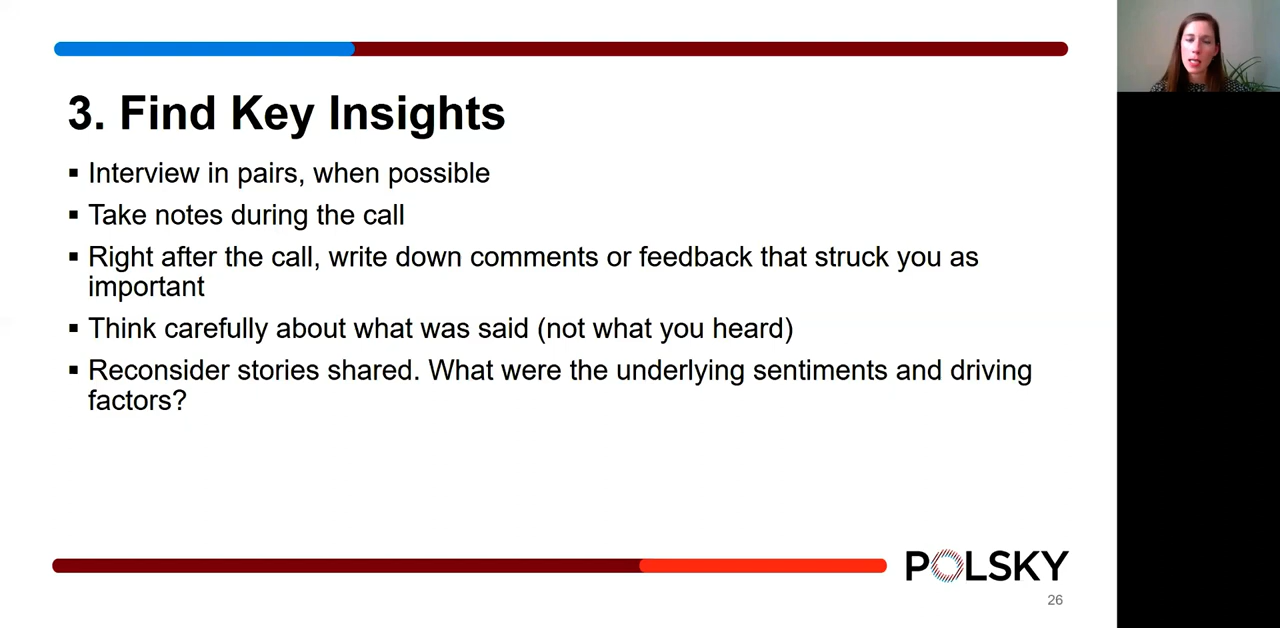 3. Find Key Insights
▪ Interview in pairs, when possible
▪ Take notes during the call
▪ Right after the call, write down comments or feedback that struck you as
important
▪ Think carefully about what was said (not what you heard)
▪ Reconsider stories shared. What were the underlying sentiments and driving
factors?
POLSKY
26